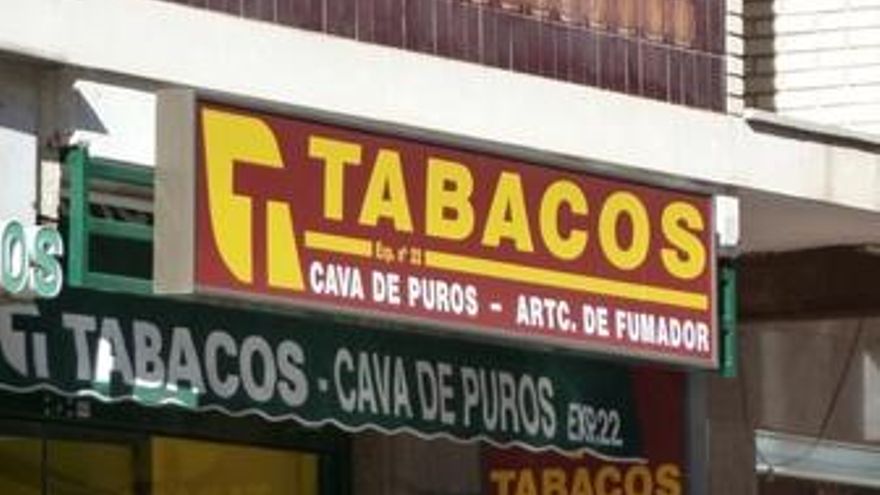 TABACOS
Exp. nº 22
CAVA DE PUROS - ARTC. DE FUMADOR
OS
TABACOS - CAVA DE PUROS EXP.22
TABACOS